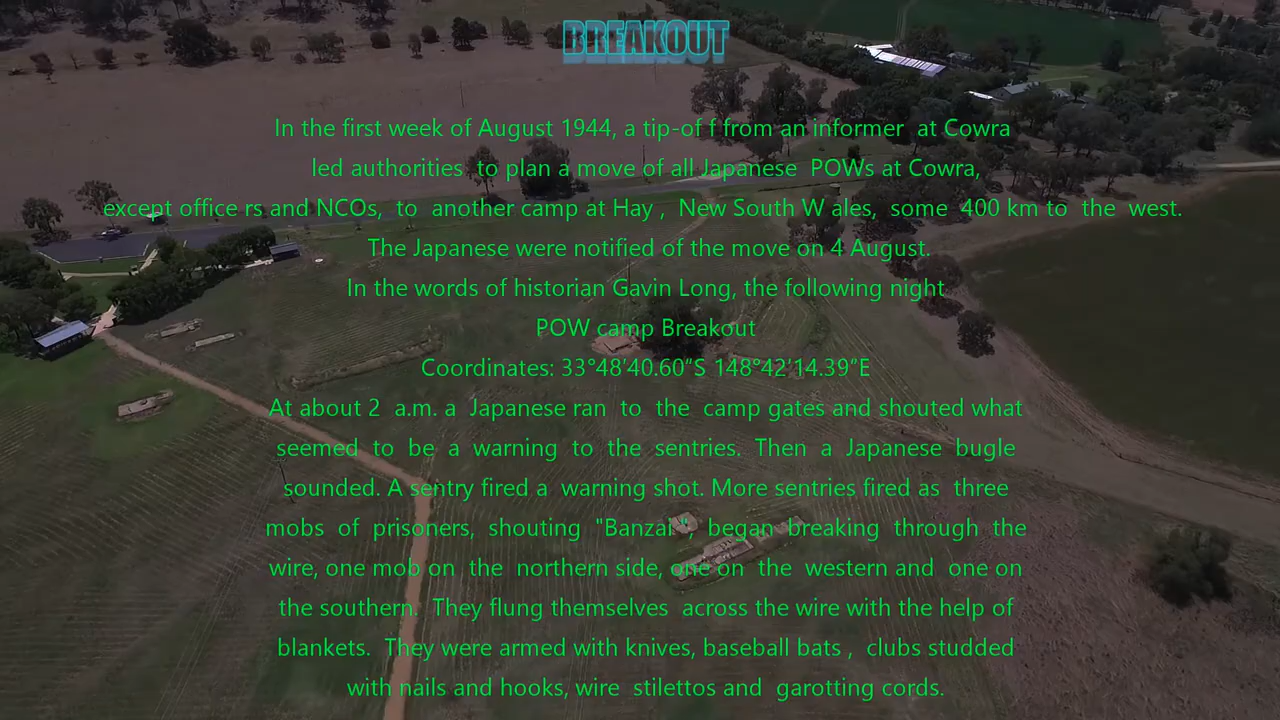 BREAKOUT
In the first week of August 1944, a tip-of f from an informer at Cowra
led authorities to plan a move of all Japanese POWs at Cowra,
except office rs and NCOs, to another camp at Hay , New South W ales, some 400 km to the west.
The Japanese were notified of the move on 4 August.
In the words of historian Gavin Long, the following night
POW camp Breakout
Coordinates: 33°48′40.60″S 148°42′14.39″E
At about 2 a.m. a Japanese ran to the camp gates and shouted what
seemed to be a warning to the sentries. Then a Japanese bugle
sounded. A sentry fired a warning shot. More sentries fired as three
mobs of prisoners, shouting "Banzai ", began breaking through the
wire, one mob on the northern side, one on the western and one on
the southern. They flung themselves across the wire with the help of
blankets. They were armed with knives, baseball bats , clubs studded
with nails and hooks, wire stilettos and garotting cords.